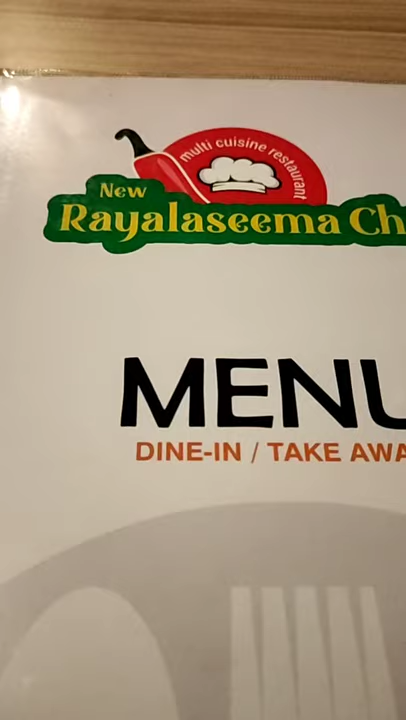 multi cuisine restaurant
New
Rayalaseema Ch
MENU
DINE-IN / TAKE AWA